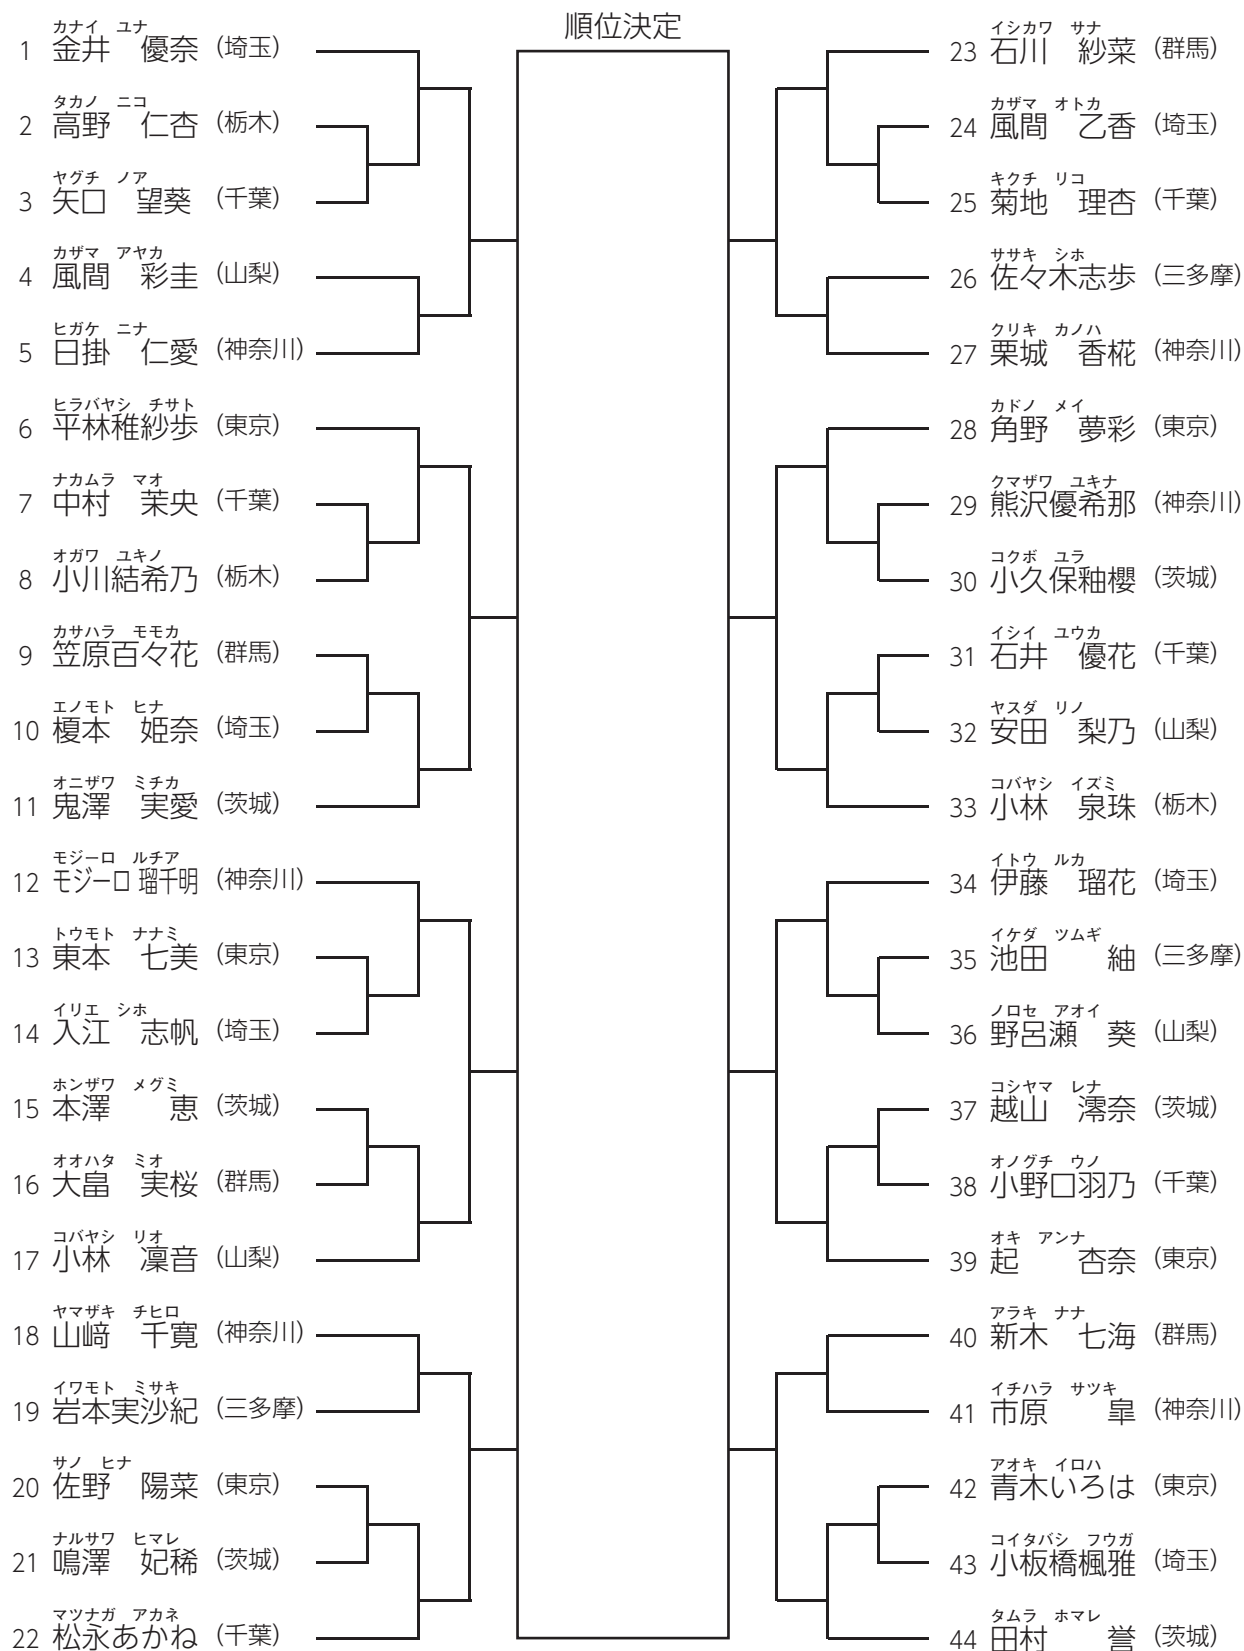 順位決定
カナイ ユナ
1 金井 優奈 (埼玉)
タカノ ニコ
2 高野 仁杏 (栃木)
ヤグチ ノア
3 矢口 望葵 (千葉)
カザマ アヤカ
4 風間 彩圭 (山梨)
ヒガケ ニナ
5 日掛 仁愛 (神奈川)
ヒラバヤシ チサト
6 平林稚紗歩 (東京)
ナカムラ マオ
7 中村 茉央 (千葉)
オガワ ユキノ
8 小川結希乃 (栃木)
カサハラ モモカ
9 笠原百々花 (群馬)
エノモト ヒナ
10 榎本 姫奈 (埼玉)
オニザワ ミチカ
11 鬼澤 実愛 (茨城)
モジーロ ルチア
12 モジーロ 瑠千明 (神奈川)
トウモト ナナミ
13 東本 七美 (東京)
イリエ シホ
14 入江 志帆 (埼玉)
ホンザワ メグミ
15 本澤 恵 (茨城)
オオハタ ミオ
16 大畠 実桜 (群馬)
コバヤシ リオ
17 小林 凜音 (山梨)
ヤマザキ チヒロ
18 山﨑 千寛 (神奈川)
イワモト ミサキ
19 岩本実沙紀 (三多摩)
サノ ヒナ
20 佐野 陽菜 (東京)
ナルサワ ヒマレ
21 鳴澤 妃稀 (茨城)
マツナガ アカネ
22 松永あかね (千葉)
イシカワ サナ
23 石川 紗菜 (群馬)
カザマ オトカ
24 風間 乙香 (埼玉)
キクチ リコ
25 菊地 理杏 (千葉)
ササキ シホ
26 佐々木志歩 (三多摩)
クリキ カノハ
27 栗城 香椛 (神奈川)
カドノ メイ
28 角野 夢彩 (東京)
クマザワ ユキナ
29 熊沢優希那 (神奈川)
コクボ ユラ
30 小久保釉櫻 (茨城)
イシイ ユウカ
31 石井 優花 (千葉)
ヤスダ リノ
32 安田 梨乃 (山梨)
コバヤシ イズミ
33 小林 泉珠 (栃木)
イトウ ルカ
34 伊藤 瑠花 (埼玉)
イケダ ツムギ
35 池田 紬 (三多摩)
ノロセ アオイ
36 野呂瀬 葵 (山梨)
コシヤマ レナ
37 越山 澪奈 (茨城)
オノグチ ウノ
38 小野口羽乃 (千葉)
オキ アンナ
39 起 杏奈 (東京)
アラキ ナナ
40 新木 七海 (群馬)
イチハラ サツキ
41 市原 皐 (神奈川)
アオキ イロハ
42 青木いろは (東京)
コイタバシ フウガ
43 小板橋楓雅 (埼玉)
タムラ ホマレ
44 田村 誉 (茨城)